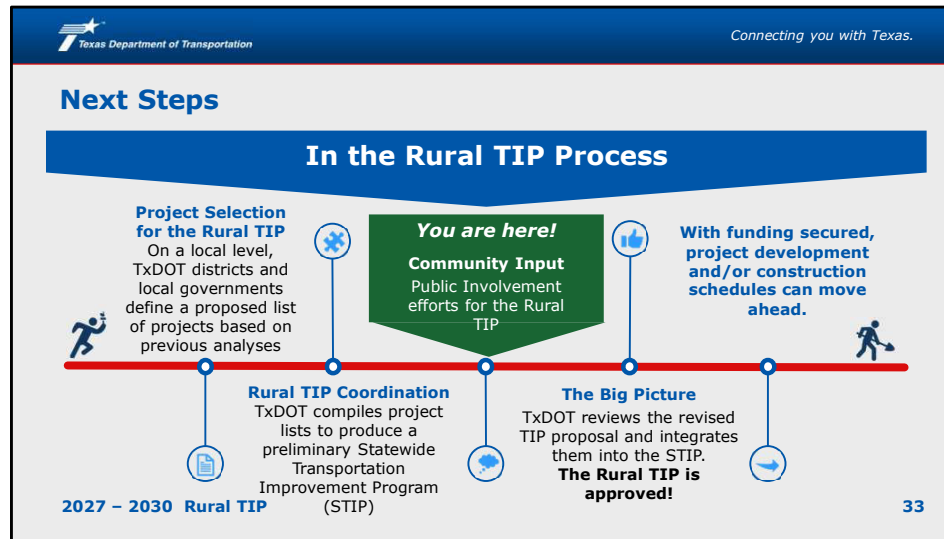 Texas Department of Transportation
Connecting you with Texas.
Next Steps
In the Rural TIP Process
Project Selection
for the Rural TIP
On a local level,
TxDOT districts and
local governments
define a proposed list
of projects based on
previous analyses
Rural TIP Coordination
TxDOT compiles project
lists to produce a
preliminary Statewide
Transportation
Improvement Program
(STIP)
You are here!
Community Input
Public Involvement
efforts for the Rural
TIP
The Big Picture
TxDOT reviews the revised
TIP proposal and integrates
them into the STIP.
The Rural TIP is
approved!
With funding secured,
project development
and/or construction
schedules can move
ahead.
2027 – 2030 Rural TIP
33